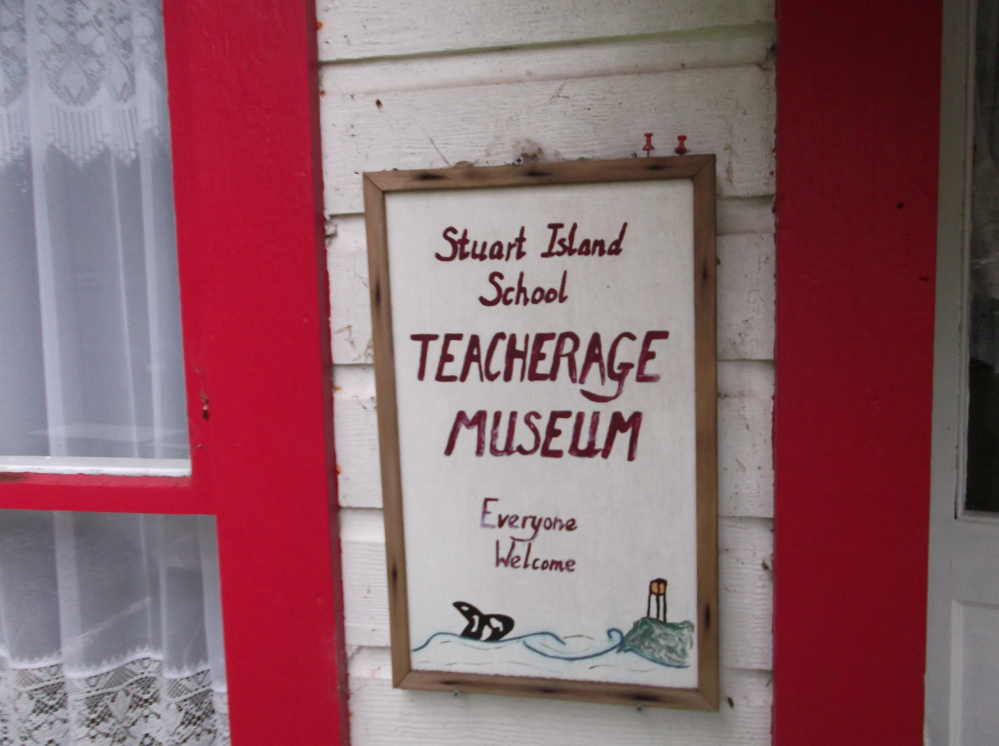 Stuart Island
School
TEACHERAGE
MUSEUM
Everyone
Welcome